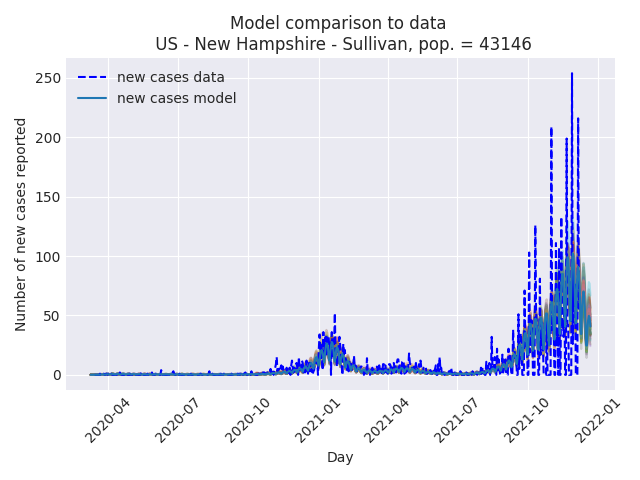 Model comparison to data
US - New Hampshire - Sullivan, pop. = 43146
new cases data
new cases model
Number of new cases reported
250
200
150
100
50
0
2020-04
2020-07
2020-10
2021-01
2021-04
2021-07
2021-10
2022-01
Day